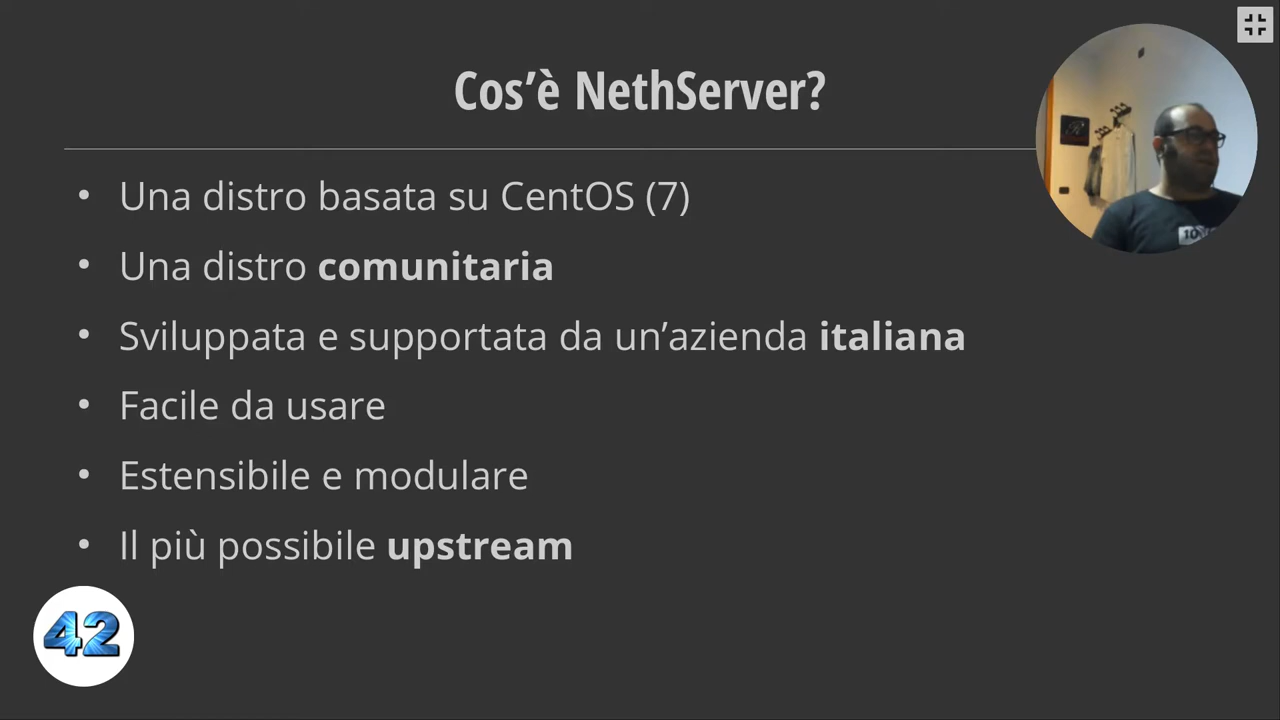 Cos’è NethServer?
• Una distro basata su CentOS (7)
• Una distro comunitaria
• Sviluppata e supportata da un’azienda italiana
• Facile da usare
• Estensibile e modulare
• Il più possibile upstream
42